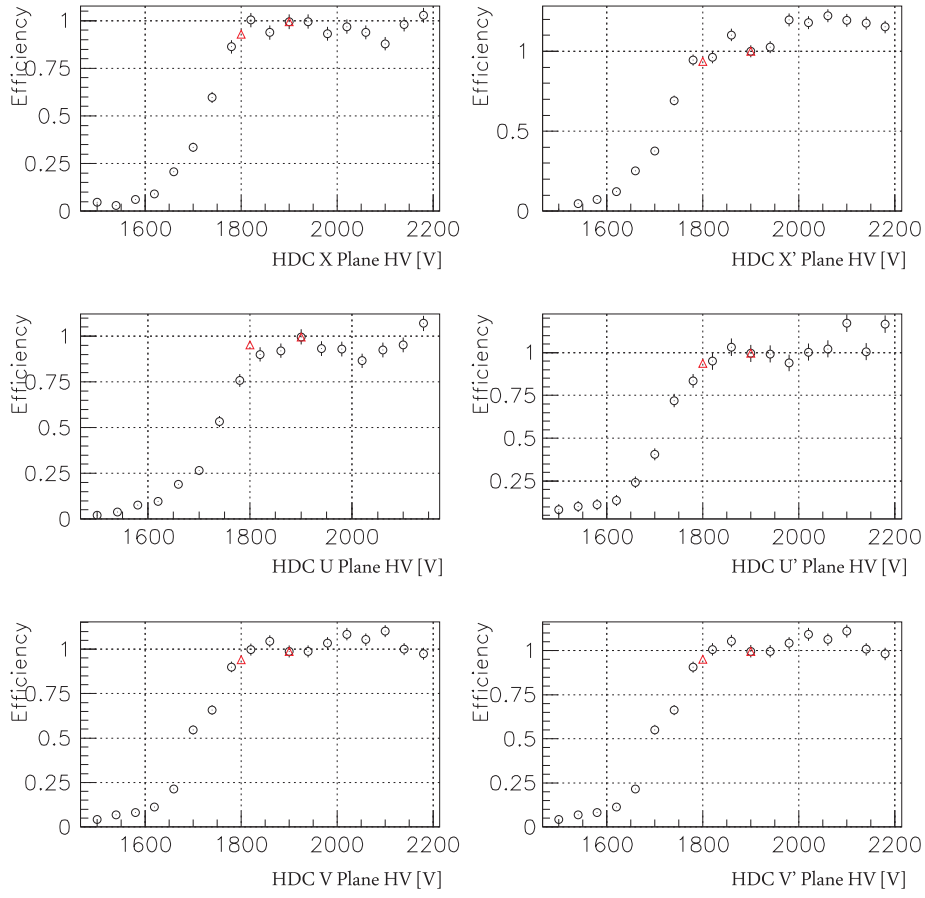 Efficiency
1
0.75
0.5
0.25
0
1600 1800 2000 2200
HDC X Plane HV [V]
Efficiency
1
0.5
0
1600 1800 2000 2200
HDC X’ Plane HV [V]
Efficiency
1
0.75
0.5
0.25
0
1600 1800 2000
HDC U Plane HV [V]
Efficiency
1
0.75
0.5
0.25
1600 1800 2000 2200
HDC U’ Plane HV [V]
Efficiency
1
0.75
0.5
0.25
0
1600 1800 2000 2200
HDC V Plane HV [V]
Efficiency
1
0.75
0.5
0.25
0
1600 1800 2000 2200
HDC V’ Plane HV [V]